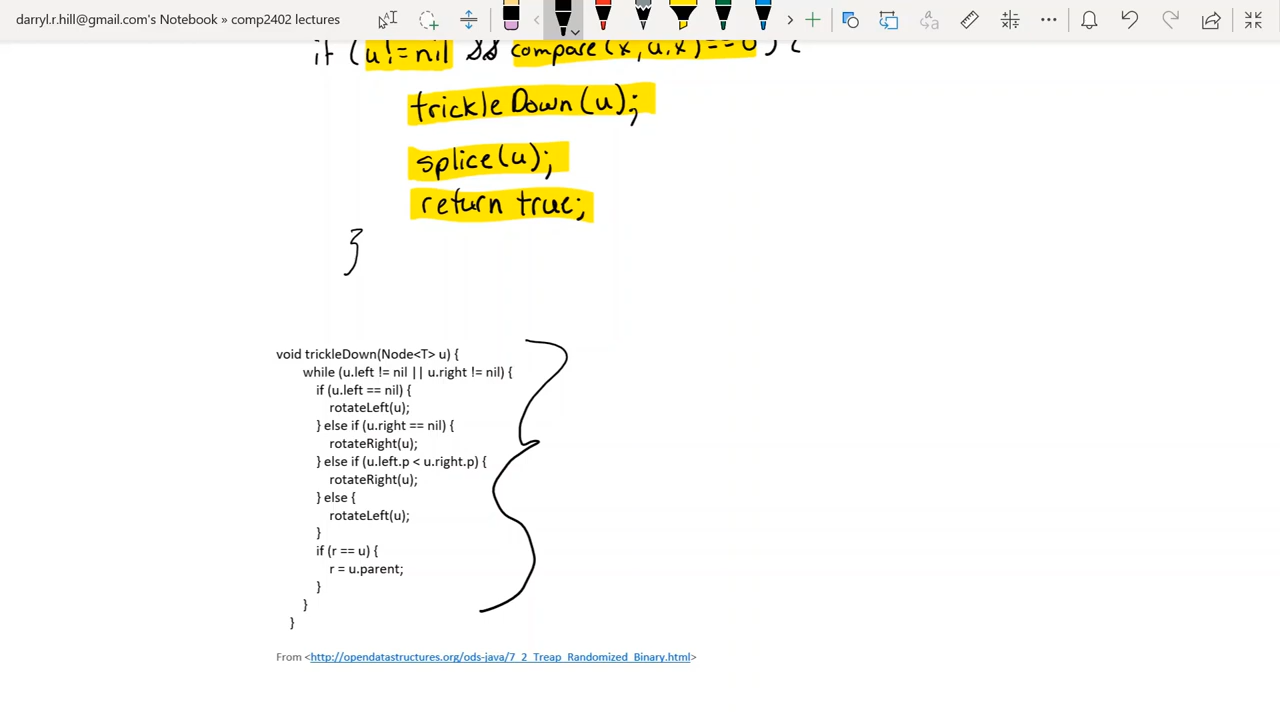 darryl.r.hill@gmail.com's Notebook » comp2402 lectures
if ( u != nil && compare(x, u.x) == 0 ) {
trickleDown(u);
splice(u);
return true;
}
void trickleDown(Node<T> u) {
while (u.left != nil || u.right != nil) {
if (u.left == nil) {
rotateLeft(u);
} else if (u.right == nil) {
rotateRight(u);
} else if (u.left.p < u.right.p) {
rotateRight(u);
} else {
rotateLeft(u);
}
if (r == u) {
r = u.parent;
}
}
}
From <http://opendatastructures.org/ods-java/7_2_Treap_Randomized_Binary.html>